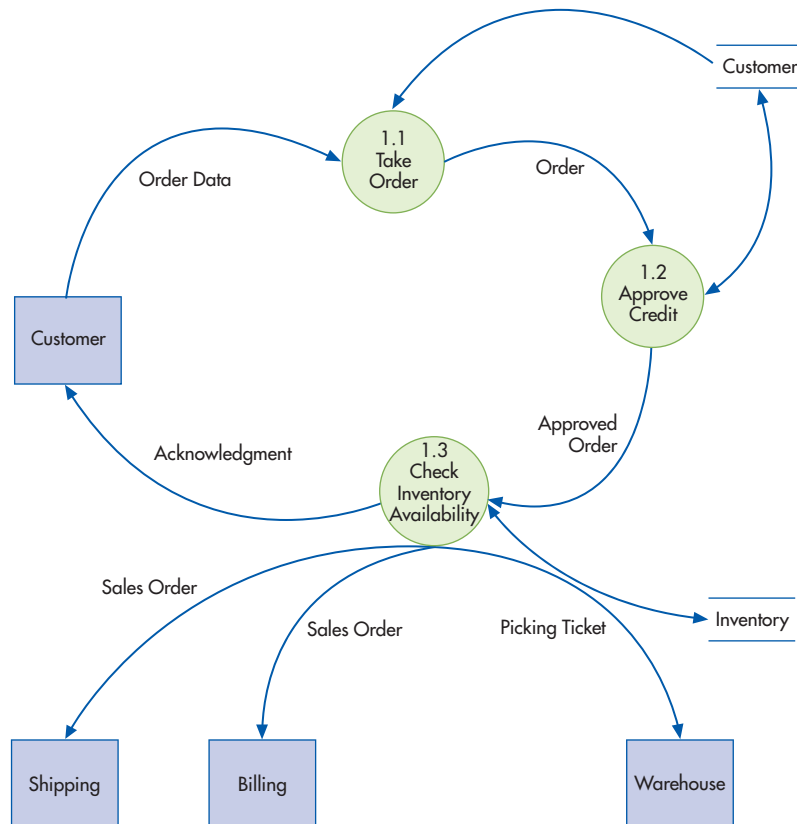 Customer
1.1
Take
Order
Order Data
Order
1.2
Approve
Credit
Customer
Approved
Order
Acknowledgment
1.3
Check
Inventory
Availability
Sales Order
Sales Order
Picking Ticket
Inventory
Shipping
Billing
Warehouse